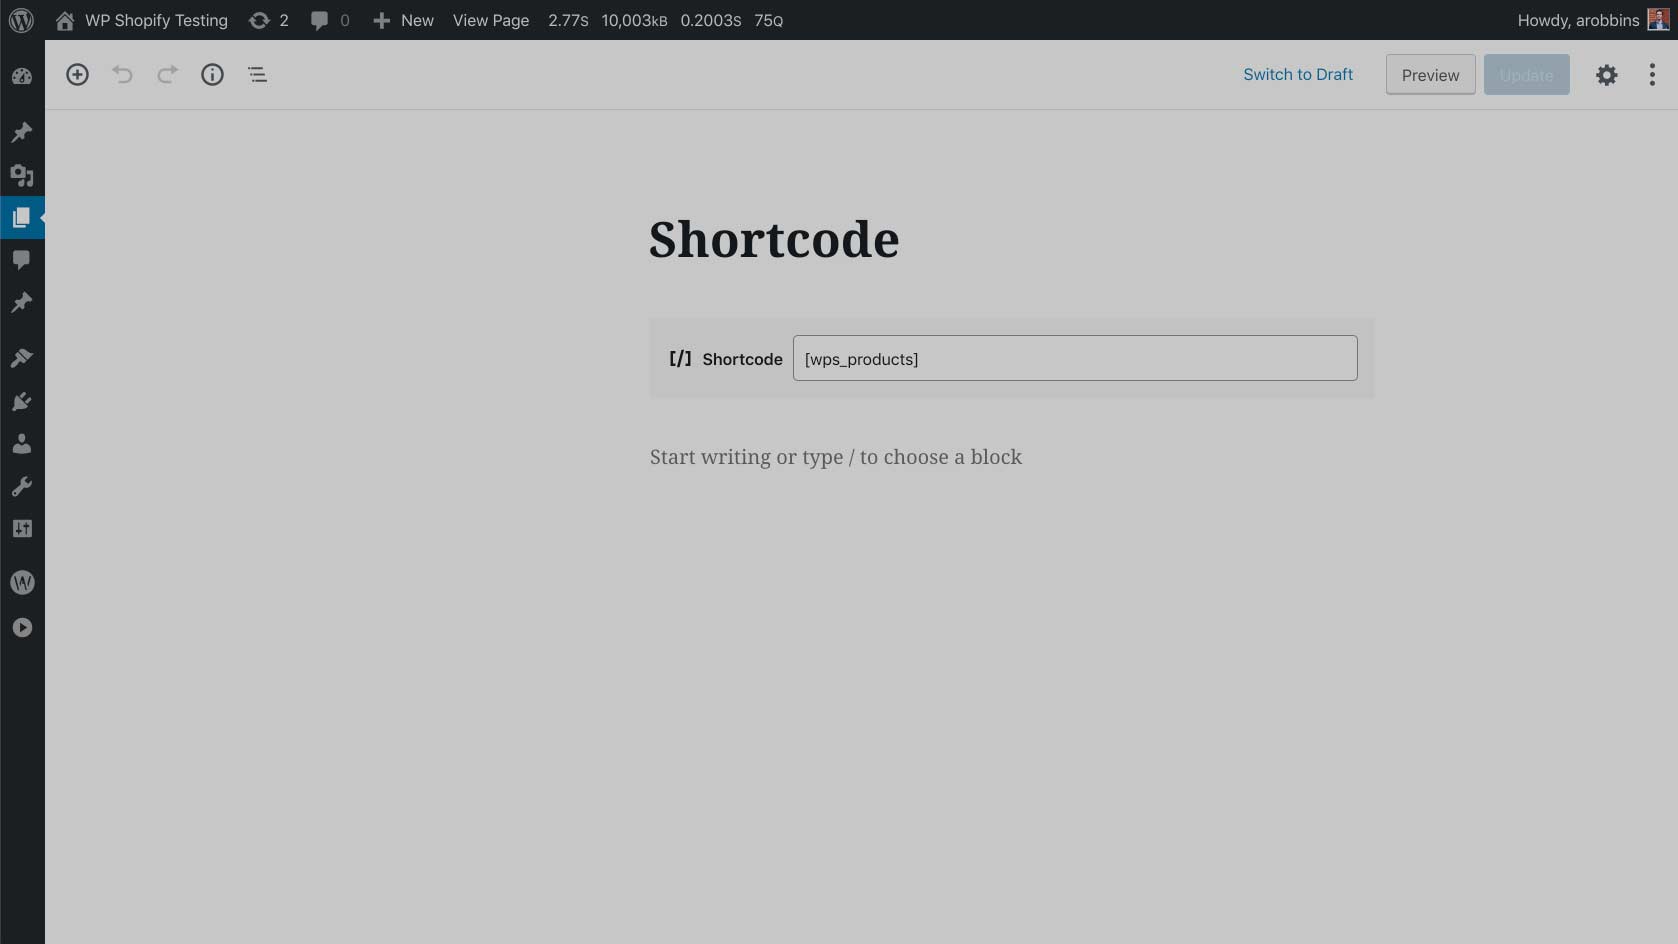 WP Shopify Testing 2 0 New View Page 2.77S 10,003KB 0.2003S 75Q Howdy, arobbins
Switch to Draft Preview Update
Shortcode
[/] Shortcode [wps_products]
Start writing or type / to choose a block